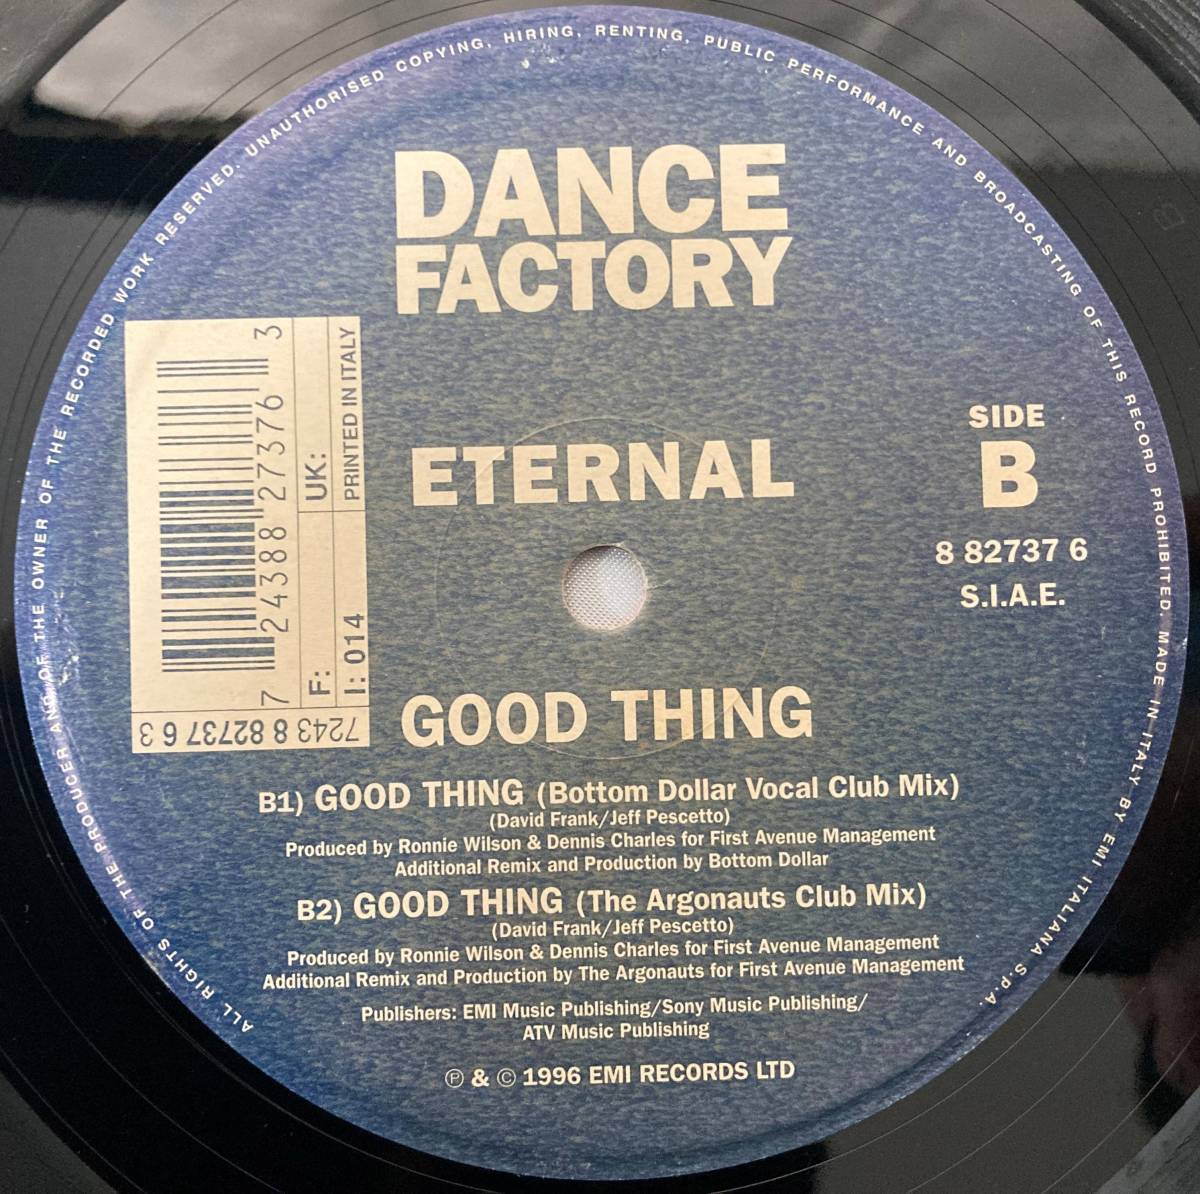 ALL RIGHTS OF THE PRODUCER AND OF THE OWNER OF THE RECORDED WORK RESERVED. UNAUTHORISED COPYING, HIRING, RENTING, PUBLIC PERFORMANCE AND BROADCASTING OF THIS RECORD PROHIBITED. MADE IN ITALY BY EMI ITALIANA S.p.A.
DANCE
FACTORY
7 24388 27376 3
UK:
PRINTED IN ITALY
F:
I: 014
7243 8 82737 6 3
ETERNAL
SIDE
B
8 82737 6
S.I.A.E.
GOOD THING
B1) GOOD THING (Bottom Dollar Vocal Club Mix)
(David Frank/Jeff Pescetto)
Produced by Ronnie Wilson & Dennis Charles for First Avenue Management
Additional Remix and Production by Bottom Dollar
B2) GOOD THING (The Argonauts Club Mix)
(David Frank/Jeff Pescetto)
Produced by Ronnie Wilson & Dennis Charles for First Avenue Management
Additional Remix and Production by The Argonauts for First Avenue Management
Publishers: EMI Music Publishing/Sony Music Publishing/
ATV Music Publishing
℗ & © 1996 EMI RECORDS LTD